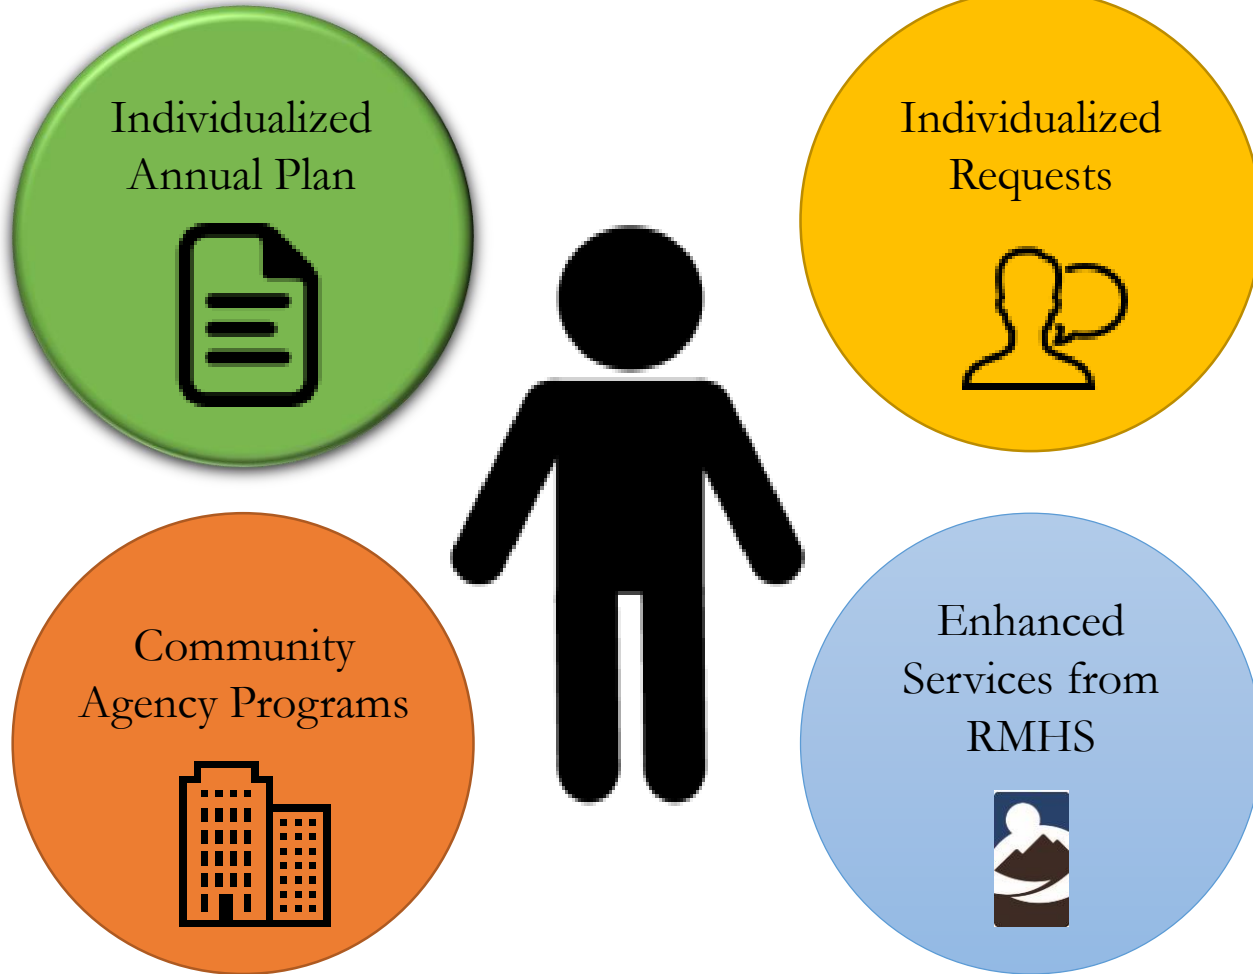 Individualized
Annual Plan
Individualized
Requests
Community
Agency Programs
Enhanced
Services from
RMHS